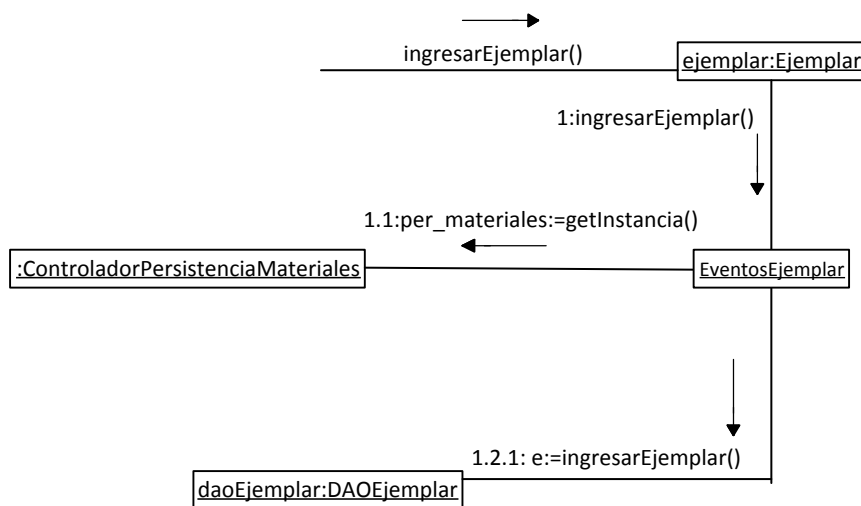 ingresarEjemplar()
ejemplar:Ejemplar
1:ingresarEjemplar()
1.1:per_materiales:=getInstancia()
:ControladorPersistenciaMateriales
EventosEjemplar
1.2.1: e:=ingresarEjemplar()
daoEjemplar:DAOEjemplar